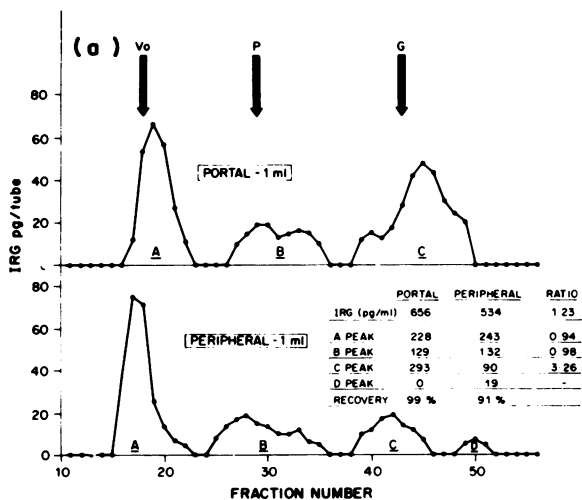 (a)
Vo P G
80
60
40
20
0
IRG pg/tube
[PORTAL - 1 ml]
A B C
PORTAL PERIPHERAL RATIO
IRG (pg/ml) 656 534 1.23
A PEAK 228 243 0.94
B PEAK 129 132 0.98
C PEAK 293 90 3.26
D PEAK 0 19 -
RECOVERY 99 % 91 %
80
60
40
20
0
[PERIPHERAL - 1 ml]
A B C D
10 20 30 40 50
FRACTION NUMBER